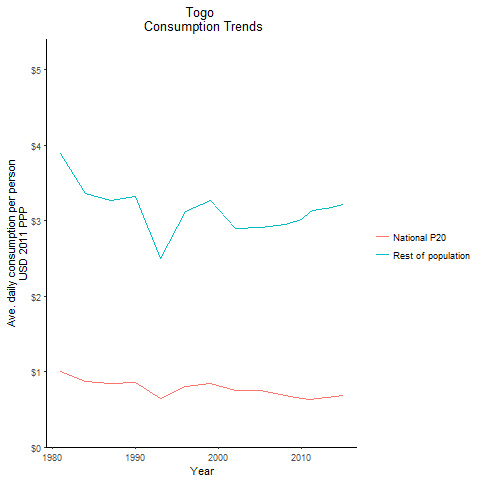 Togo
Consumption Trends
Ave. daily consumption per person
USD 2011 PPP
$5
$4
$3
$2
$1
$0
1980
1990
2000
2010
Year
National P20
Rest of population